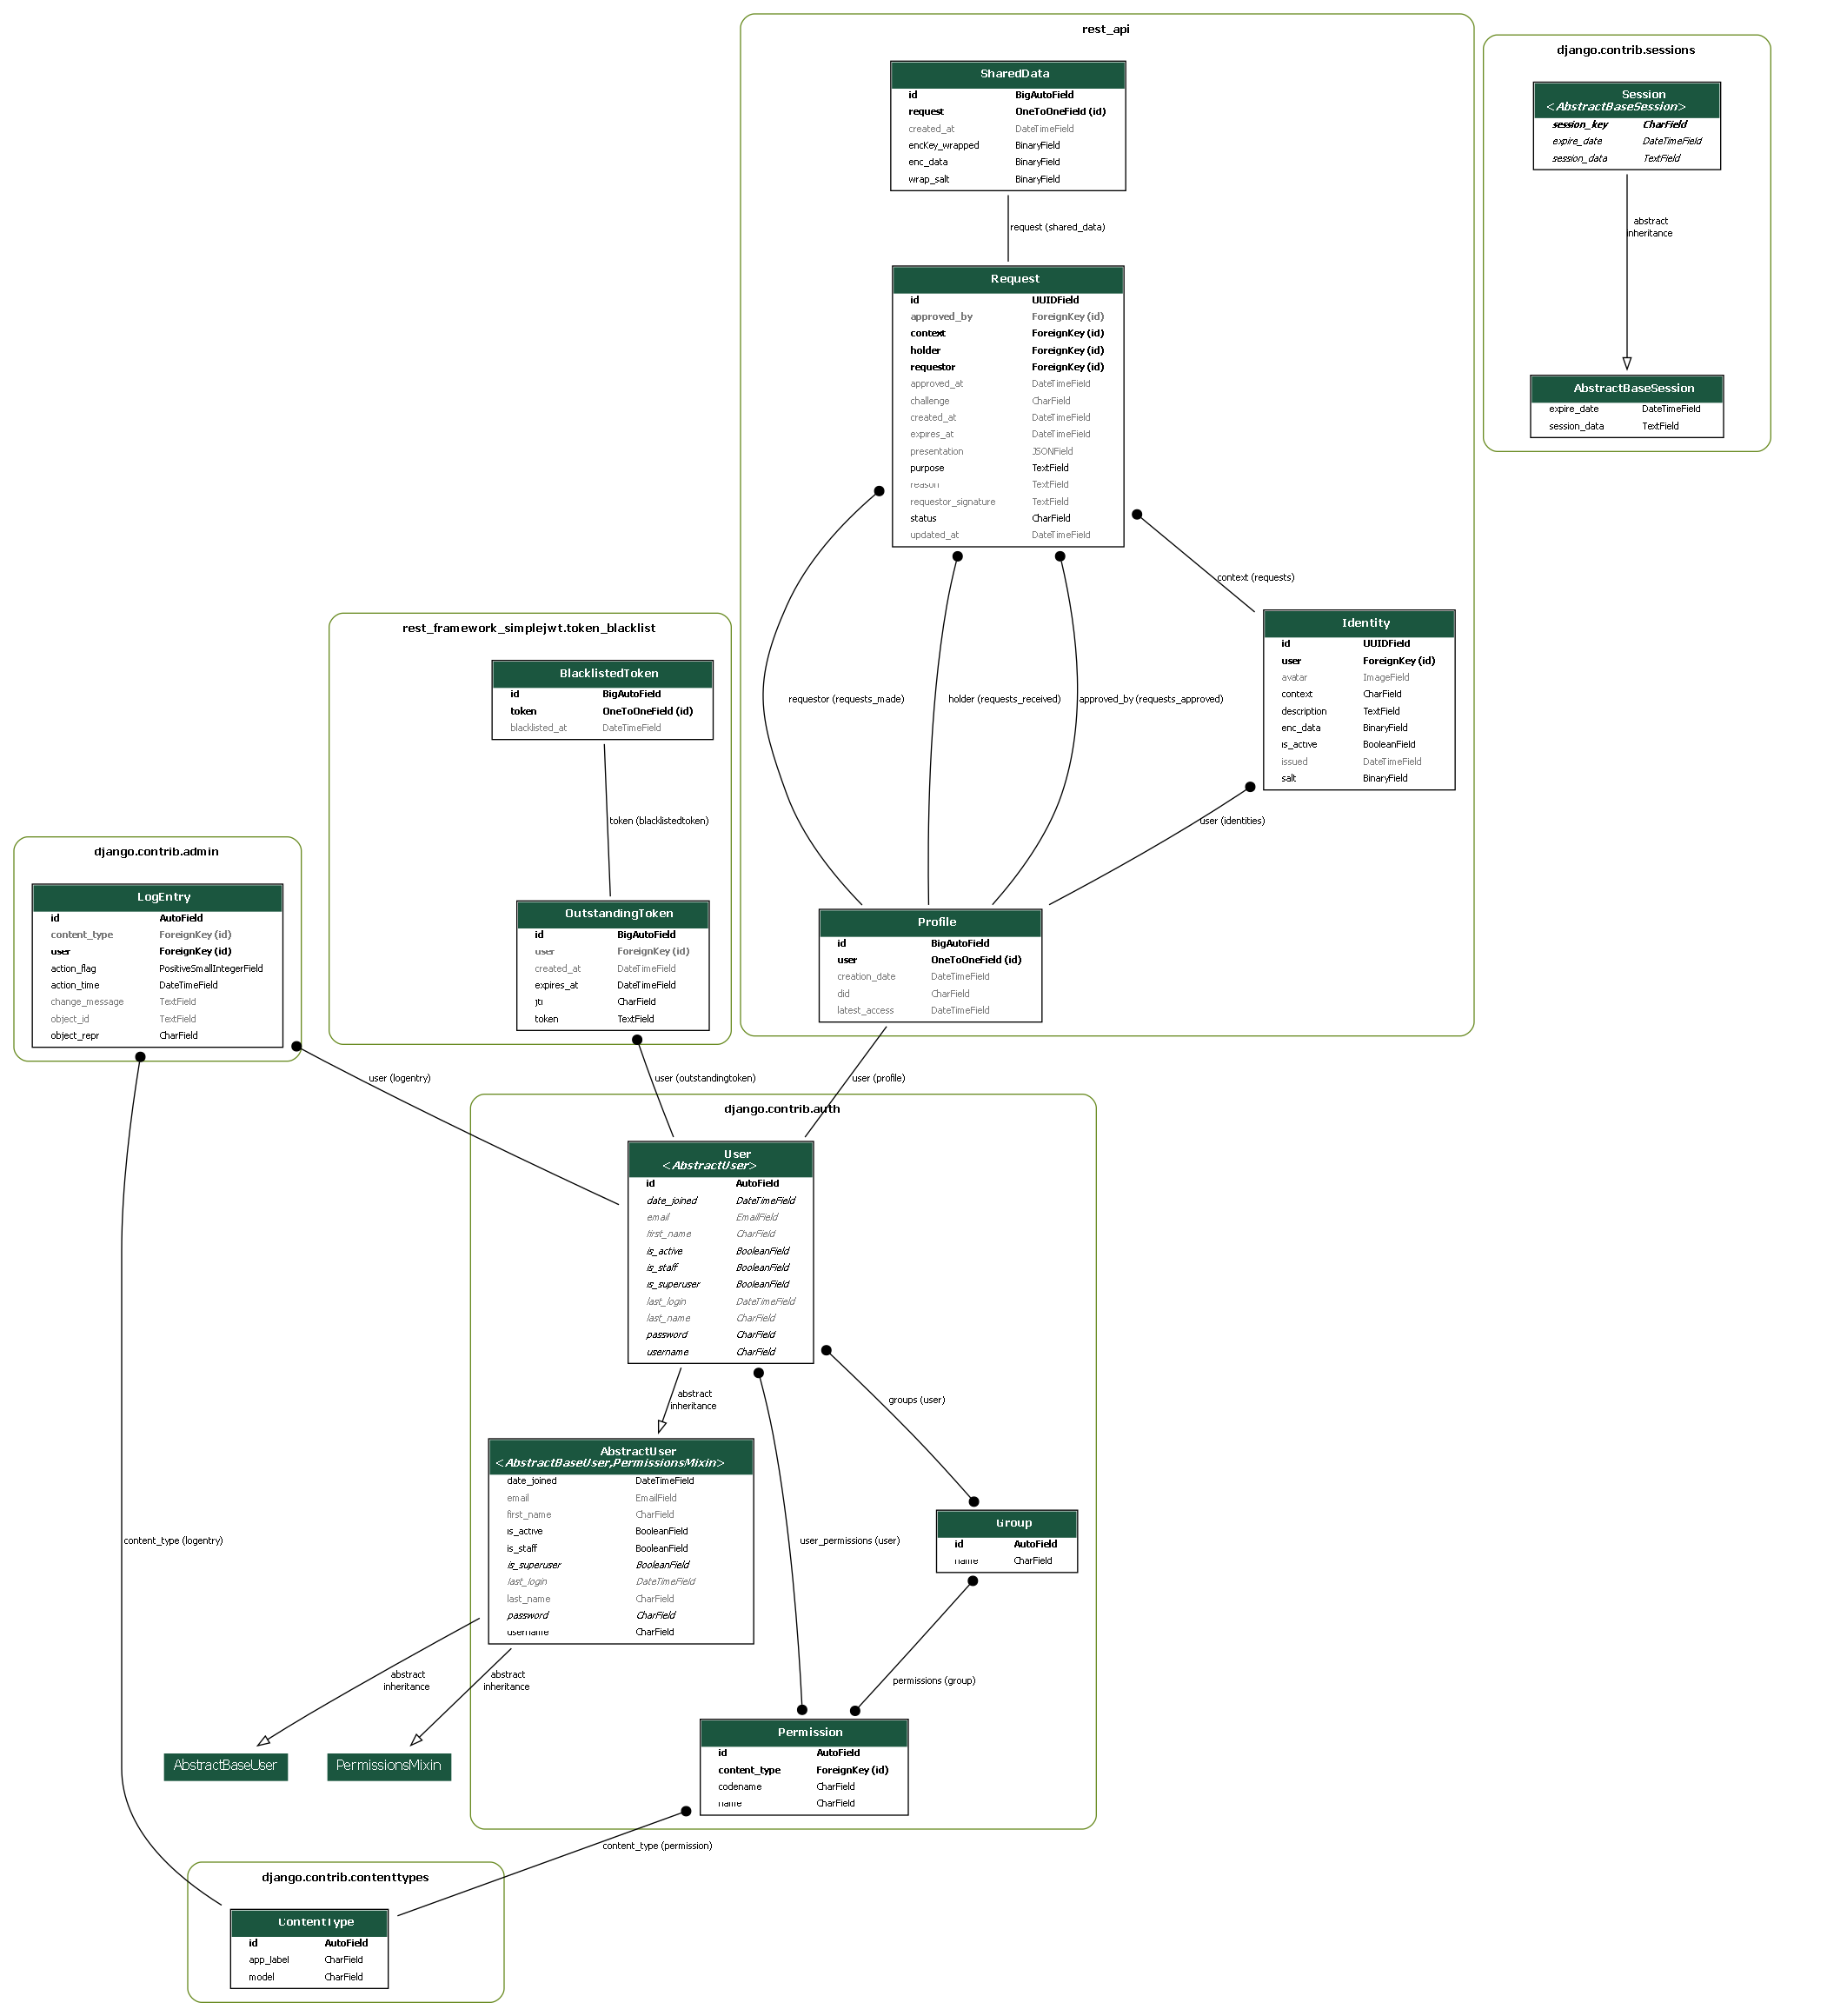 rest_api
SharedData
id BigAutoField
request OneToOneField (id)
created_at DateTimeField
encKey_wrapped BinaryField
enc_data BinaryField
wrap_salt BinaryField
request (shared_data)
Request
id UUIDField
approved_by ForeignKey (id)
context ForeignKey (id)
holder ForeignKey (id)
requestor ForeignKey (id)
approved_at DateTimeField
challenge CharField
created_at DateTimeField
expires_at DateTimeField
presentation JSONField
purpose TextField
reason TextField
requestor_signature TextField
status CharField
updated_at DateTimeField
context (requests)
Identity
id UUIDField
user ForeignKey (id)
avatar ImageField
context CharField
description TextField
enc_data BinaryField
is_active BooleanField
issued DateTimeField
salt BinaryField
requestor (requests_made)
holder (requests_received)
approved_by (requests_approved)
user (identities)
Profile
id BigAutoField
user OneToOneField (id)
creation_date DateTimeField
did CharField
latest_access DateTimeField
django.contrib.sessions
Session
<AbstractBaseSession>
session_key CharField
expire_date DateTimeField
session_data TextField
abstract
inheritance
AbstractBaseSession
expire_date DateTimeField
session_data TextField
rest_framework_simplejwt.token_blacklist
BlacklistedToken
id BigAutoField
token OneToOneField (id)
blacklisted_at DateTimeField
token (blacklistedtoken)
OutstandingToken
id BigAutoField
user ForeignKey (id)
created_at DateTimeField
expires_at DateTimeField
jti CharField
token TextField
django.contrib.admin
LogEntry
id AutoField
content_type ForeignKey (id)
user ForeignKey (id)
action_flag PositiveSmallIntegerField
action_time DateTimeField
change_message TextField
object_id TextField
object_repr CharField
user (logentry)
user (outstandingtoken)
user (profile)
django.contrib.auth
User
<AbstractUser>
id AutoField
date_joined DateTimeField
email EmailField
first_name CharField
is_active BooleanField
is_staff BooleanField
is_superuser BooleanField
last_login DateTimeField
last_name CharField
password CharField
username CharField
abstract
inheritance
groups (user)
AbstractUser
<AbstractBaseUser,PermissionsMixin>
date_joined DateTimeField
email EmailField
first_name CharField
is_active BooleanField
is_staff BooleanField
is_superuser BooleanField
last_login DateTimeField
last_name CharField
password CharField
username CharField
content_type (logentry)
user_permissions (user)
Group
id AutoField
name CharField
abstract
inheritance
abstract
inheritance
permissions (group)
AbstractBaseUser
PermissionsMixin
Permission
id AutoField
content_type ForeignKey (id)
codename CharField
name CharField
content_type (permission)
django.contrib.contenttypes
ContentType
id AutoField
app_label CharField
model CharField